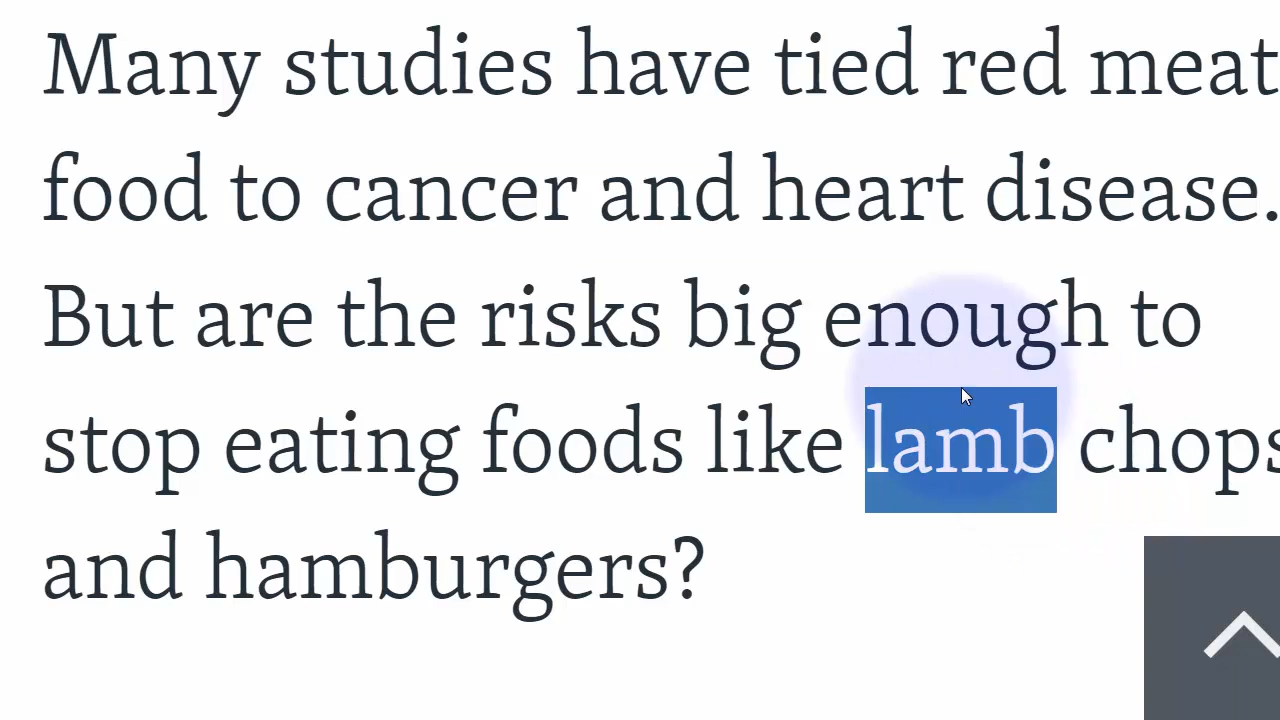 Many studies have tied red meat
food to cancer and heart disease.
But are the risks big enough to
stop eating foods like lamb chops
and hamburgers?